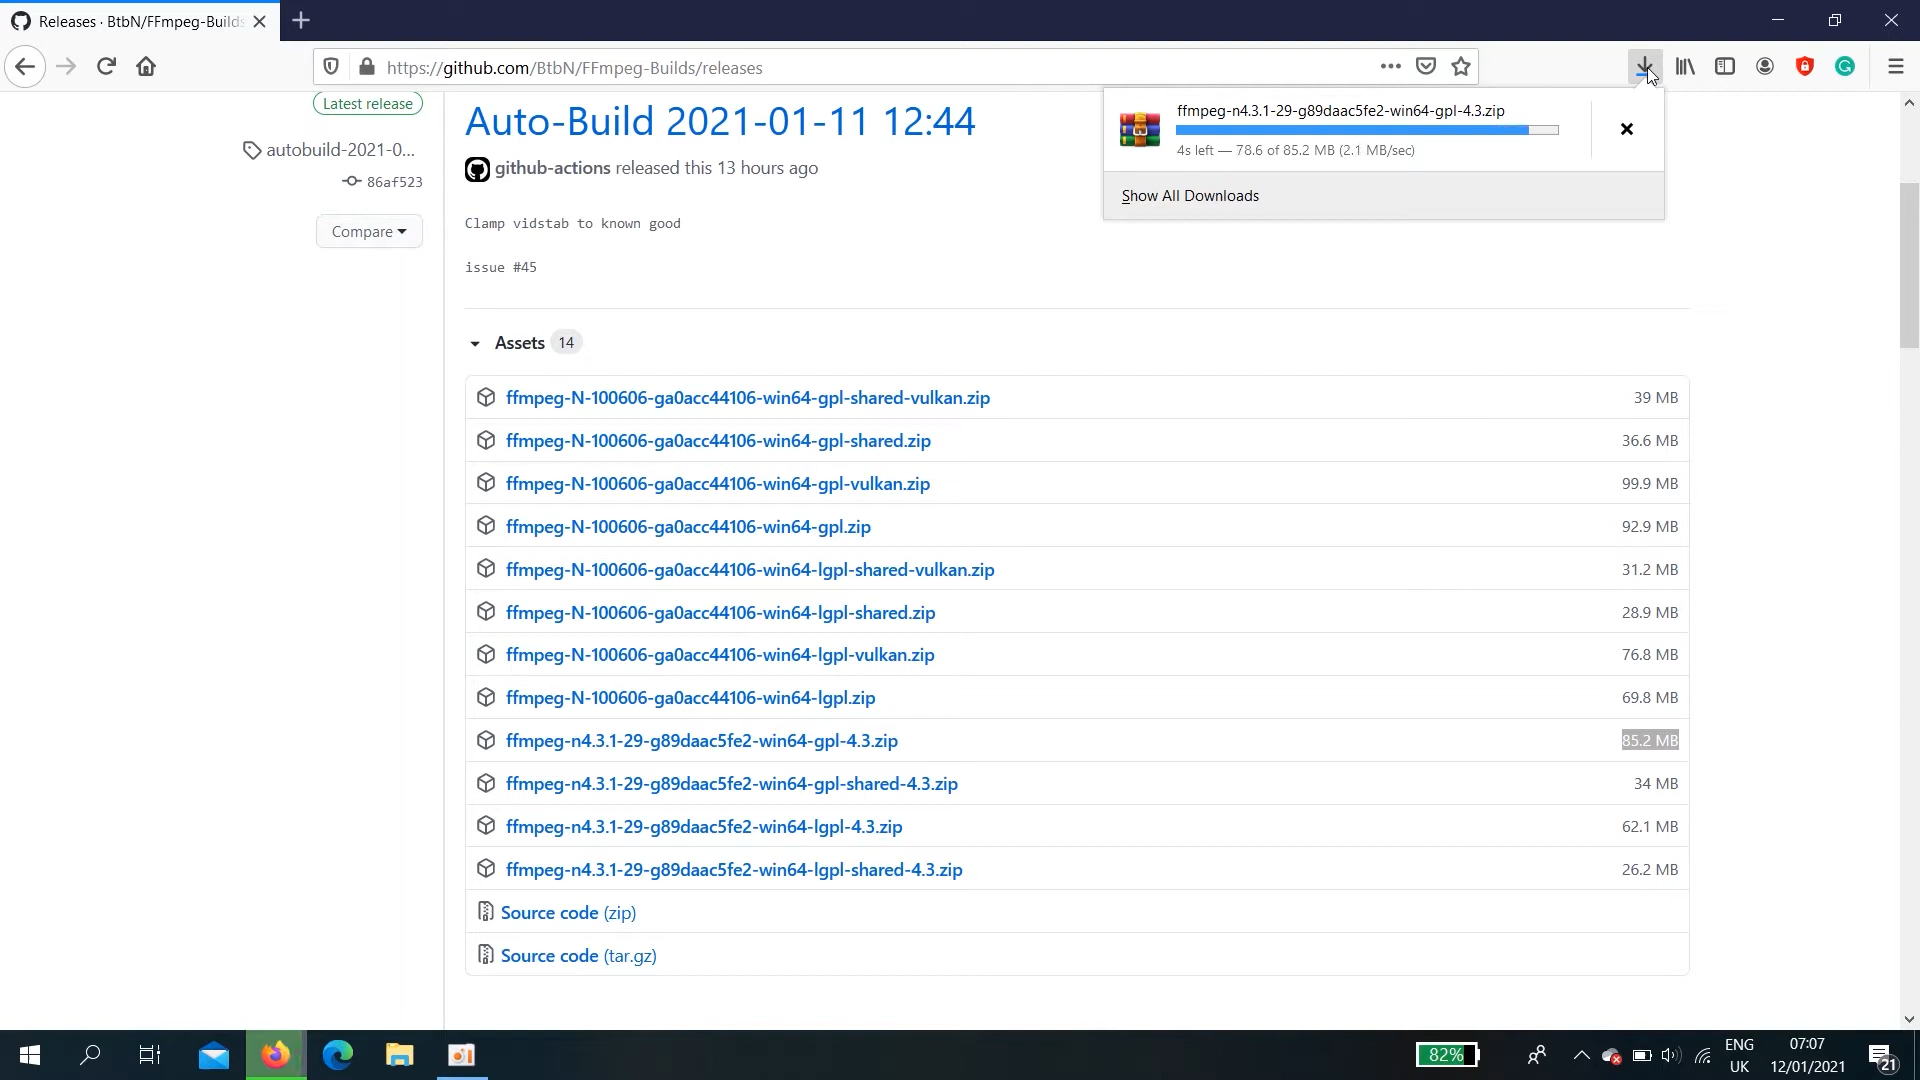 Releases · BtbN/FFmpeg-Builds
https://github.com/BtbN/FFmpeg-Builds/releases
ffmpeg-n4.3.1-29-g89daac5fe2-win64-gpl-4.3.zip
4s left — 78.6 of 85.2 MB (2.1 MB/sec)
Show All Downloads
Latest release
autobuild-2021-0...
86af523
Compare
Auto-Build 2021-01-11 12:44
github-actions released this 13 hours ago
Clamp vidstab to known good
issue #45
Assets 14
ffmpeg-N-100606-ga0acc44106-win64-gpl-shared-vulkan.zip 39 MB
ffmpeg-N-100606-ga0acc44106-win64-gpl-shared.zip 36.6 MB
ffmpeg-N-100606-ga0acc44106-win64-gpl-vulkan.zip 99.9 MB
ffmpeg-N-100606-ga0acc44106-win64-gpl.zip 92.9 MB
ffmpeg-N-100606-ga0acc44106-win64-lgpl-shared-vulkan.zip 31.2 MB
ffmpeg-N-100606-ga0acc44106-win64-lgpl-shared.zip 28.9 MB
ffmpeg-N-100606-ga0acc44106-win64-lgpl-vulkan.zip 76.8 MB
ffmpeg-N-100606-ga0acc44106-win64-lgpl.zip 69.8 MB
ffmpeg-n4.3.1-29-g89daac5fe2-win64-gpl-4.3.zip 85.2 MB
ffmpeg-n4.3.1-29-g89daac5fe2-win64-gpl-shared-4.3.zip 34 MB
ffmpeg-n4.3.1-29-g89daac5fe2-win64-lgpl-4.3.zip 62.1 MB
ffmpeg-n4.3.1-29-g89daac5fe2-win64-lgpl-shared-4.3.zip 26.2 MB
Source code (zip)
Source code (tar.gz)
82%
ENG
UK
07:07
12/01/2021
21